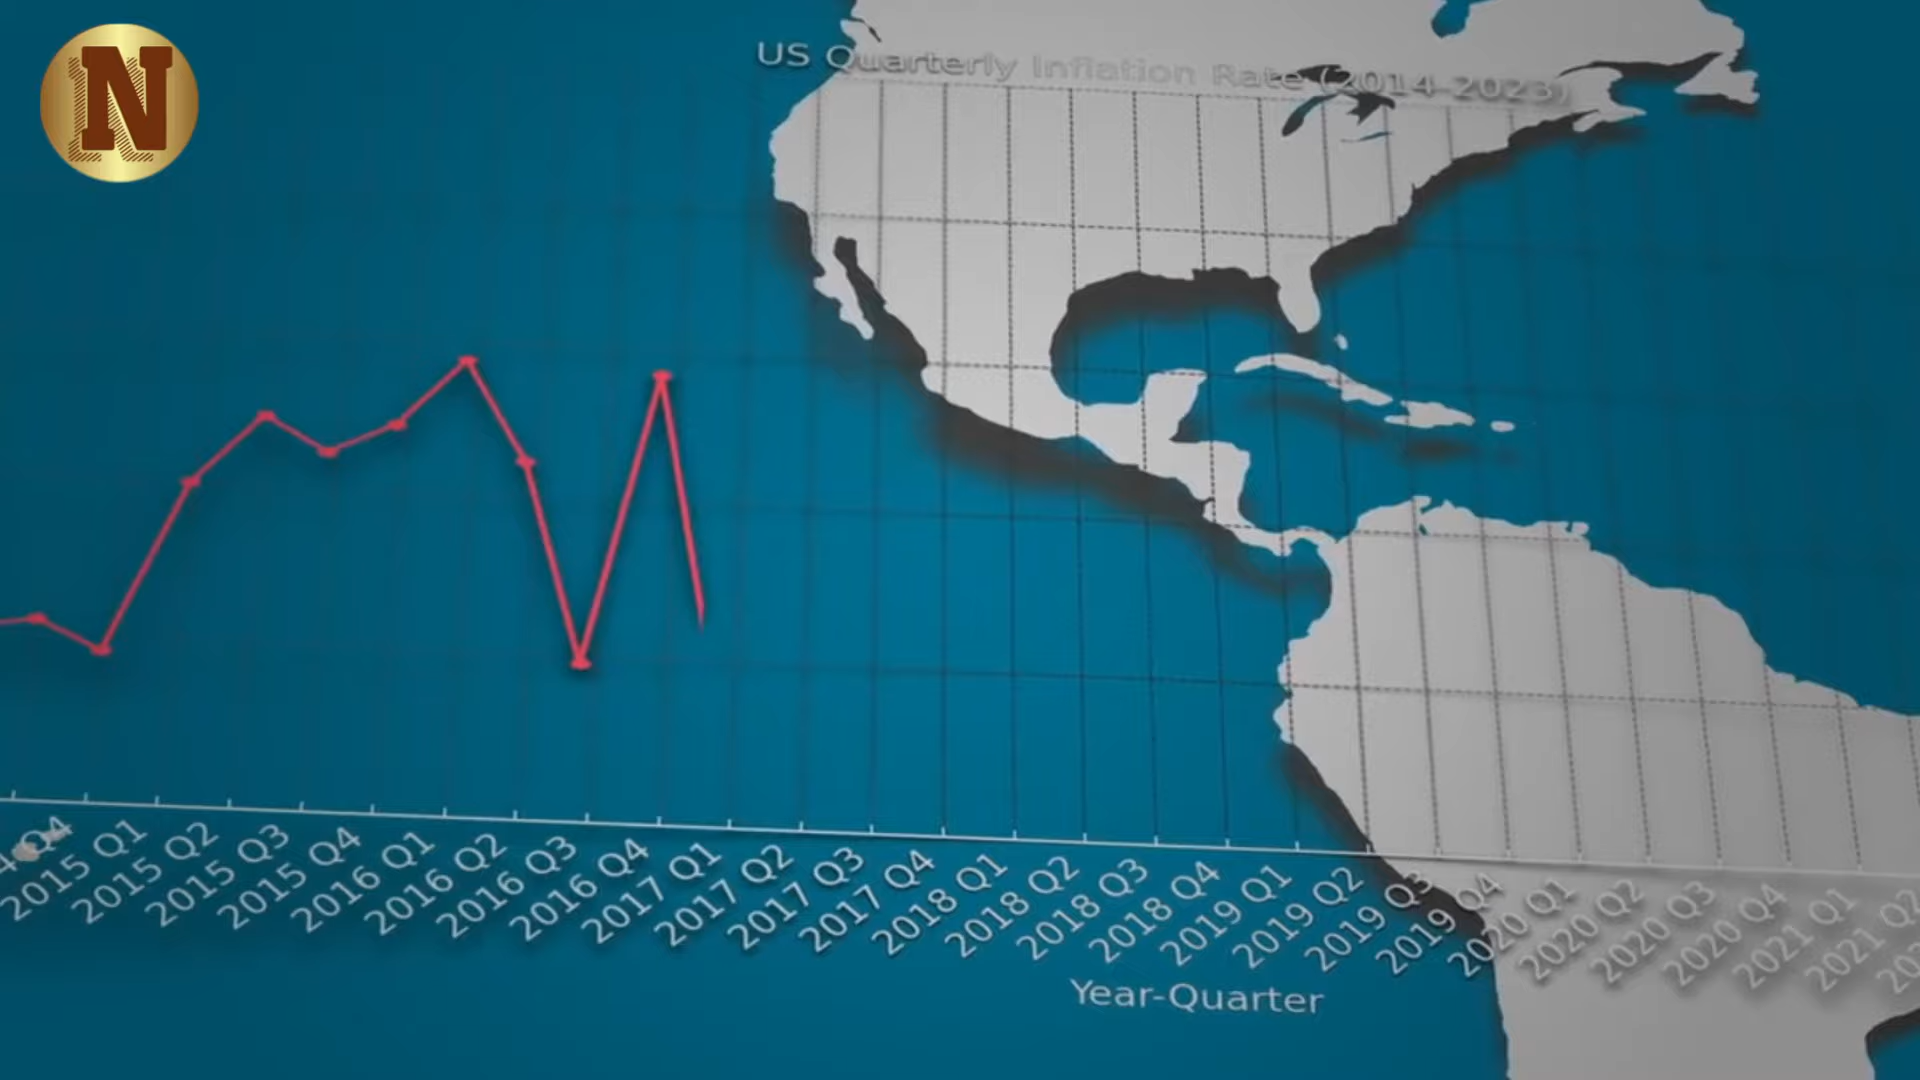 N
US Quarterly Inflation Rate (2014-2023)
Q4
2015 Q1
2015 Q2
2015 Q3
2015 Q4
2016 Q1
2016 Q2
2016 Q3
2016 Q4
2017 Q1
2017 Q2
2017 Q3
2017 Q4
2018 Q1
2018 Q2
2018 Q3
2018 Q4
2019 Q1
2019 Q2
2019 Q3
2019 Q4
2020 Q1
2020 Q2
2020 Q3
2020 Q4
2021 Q1
2021 Q2
Year-Quarter